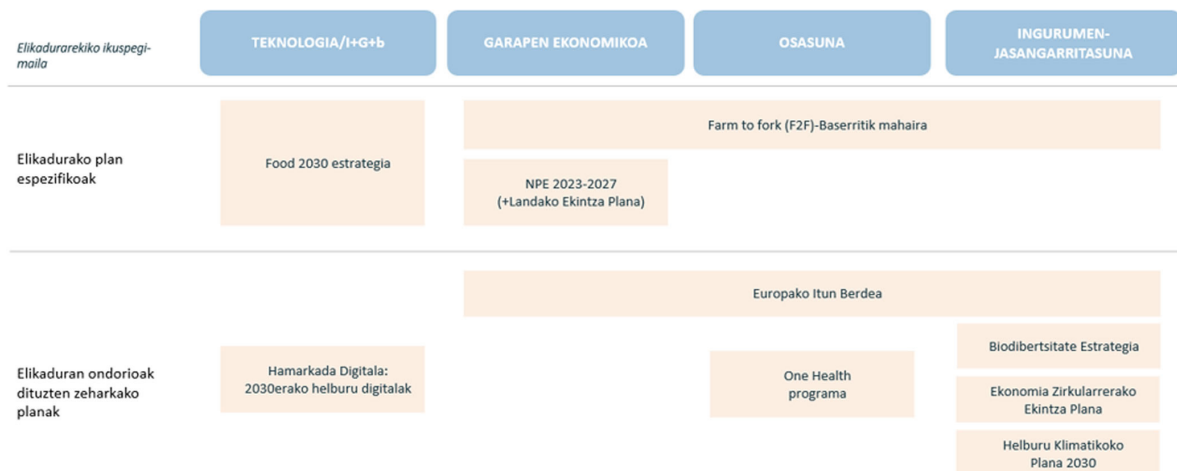 Elikadurarekiko ikuspegi-
maila
TEKNOLOGIA/I+G+b
GARAPEN EKONOMIKOA
OSASUNA
INGURUMEN-
JASANGARRITASUNA
Elikadurako plan
espezifikoak
Food 2030 estrategia
Farm to fork (F2F)-Baserritik mahaira
NPE 2023-2027
(+Landako Ekintza Plana)
Elikaduran ondorioak
dituzten zeharkako
planak
Europako Itun Berdea
Hamarkada Digitala:
2030erako helburu digitalak
One Health
programa
Biodibertsitate Estrategia
Ekonomia Zirkularrerako
Ekintza Plana
Helburu Klimatikoko
Plana 2030